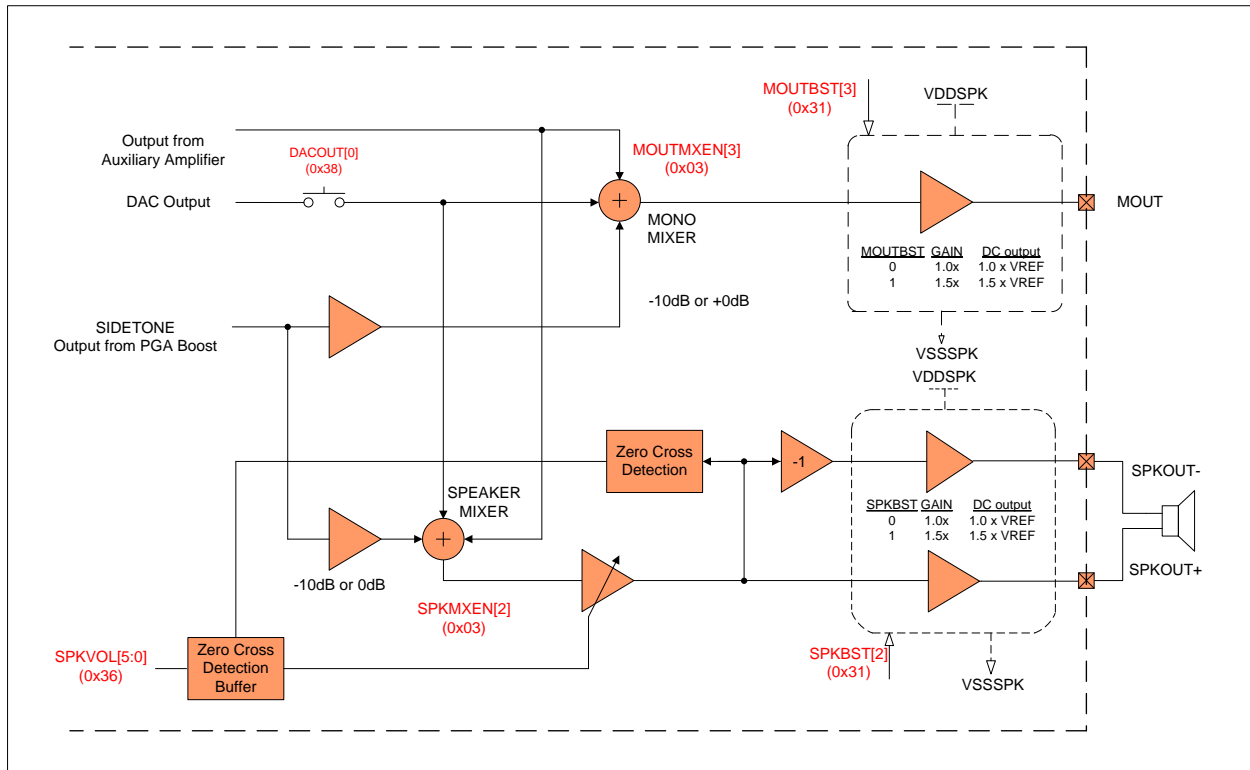 MOUTBST[3]
(0x31)
VDDSPK
Output from
Auxiliary Amplifier
DACOUT[0]
(0x38)
MOUTMXEN[3]
(0x03)
DAC Output
+
MONO
MIXER
MOUT
MOUTBST GAIN DC output
0 1.0x 1.0 x VREF
1 1.5x 1.5 x VREF
-10dB or +0dB
SIDETONE
Output from PGA Boost
VSSSPK
VDDSPK
Zero Cross
Detection
-1
SPKOUT-
SPEAKER
MIXER
+
SPKBST GAIN DC output
0 1.0x 1.0 x VREF
1 1.5x 1.5 x VREF
-10dB or 0dB
SPKOUT+
SPKMXEN[2]
(0x03)
SPKVOL[5:0]
(0x36)
Zero Cross
Detection
Buffer
SPKBST[2]
(0x31)
VSSSPK